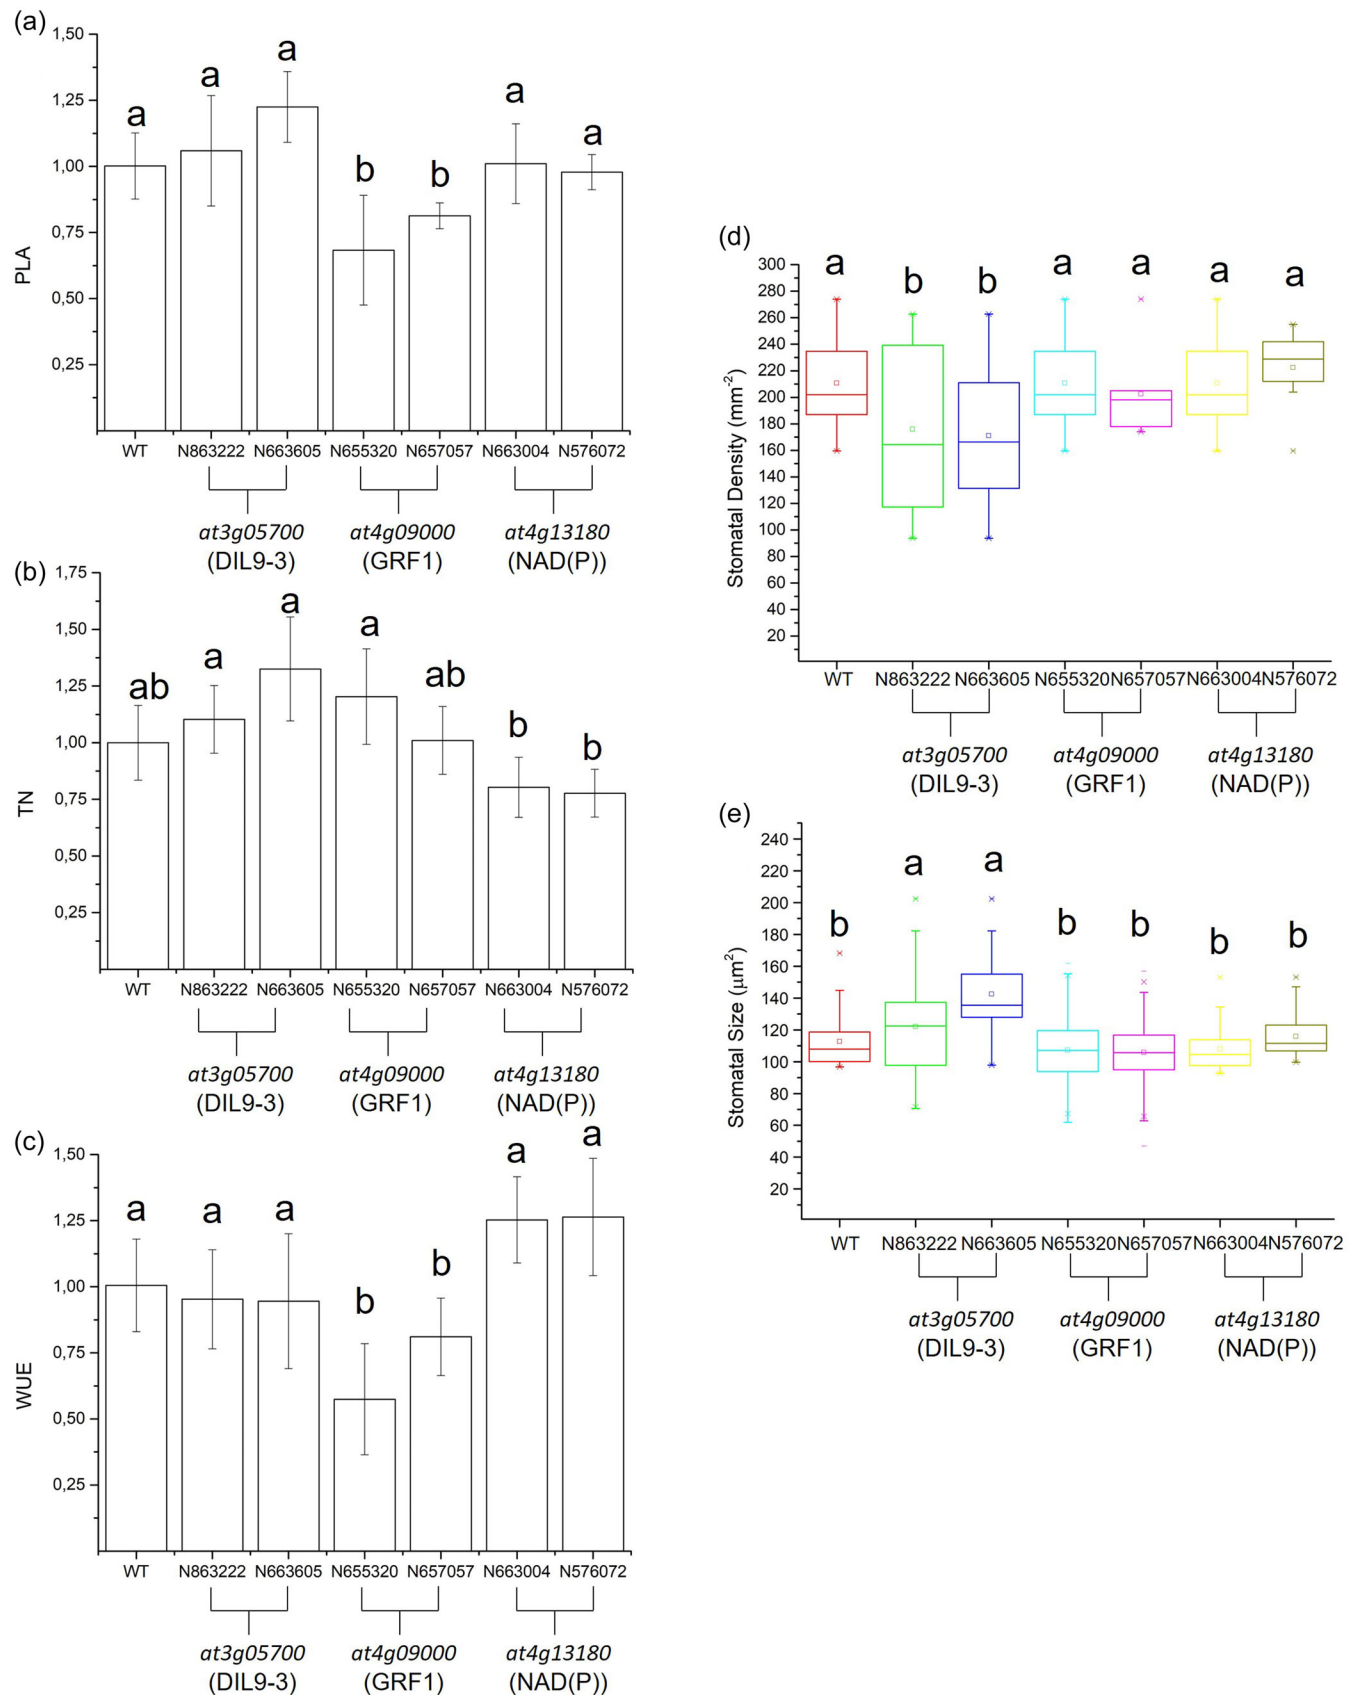 (a)
1,50
1,25
1,00
0,75
0,50
0,25
PLA
a a a b b a a
WT N863222 N663605 N655320 N657057 N663004 N576072
at3g05700 at4g09000 at4g13180
(DIL9-3) (GRF1) (NAD(P))
(b)
1,75
1,50
1,25
1,00
0,75
0,50
0,25
TN
ab a a a ab b b
WT N863222 N663605 N655320 N657057 N663004 N576072
at3g05700 at4g09000 at4g13180
(DIL9-3) (GRF1) (NAD(P))
(c)
1,50
1,25
1,00
0,75
0,50
0,25
WUE
a a a b b a a
WT N863222 N663605 N655320 N657057 N663004 N576072
at3g05700 at4g09000 at4g13180
(DIL9-3) (GRF1) (NAD(P))
(d)
300
280
260
240
220
200
180
160
140
120
100
80
60
40
20
Stomatal Density (mm⁻²)
a b b a a a a
WT N863222 N663605 N655320 N657057 N663004 N576072
at3g05700 at4g09000 at4g13180
(DIL9-3) (GRF1) (NAD(P))
(e)
240
220
200
180
160
140
120
100
80
60
40
20
Stomatal Size (μm²)
b a a b b b b
WT N863222 N663605 N655320 N657057 N663004 N576072
at3g05700 at4g09000 at4g13180
(DIL9-3) (GRF1) (NAD(P))